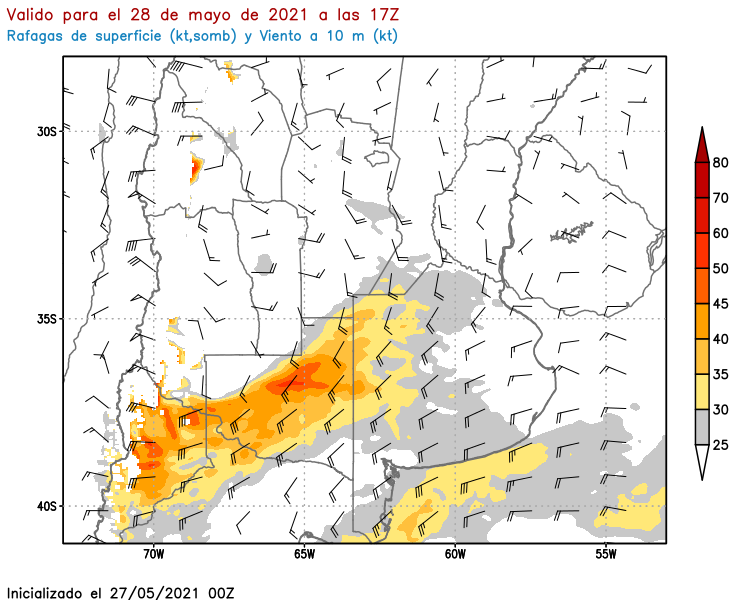 Valido para el 28 de mayo de 2021 a las 17Z
Rafagas de superficie (kt,somb) y Viento a 10 m (kt)
30S
35S
40S
70W 65W 60W 55W
80
70
60
50
45
40
35
30
25
Inicializado el 27/05/2021 00Z